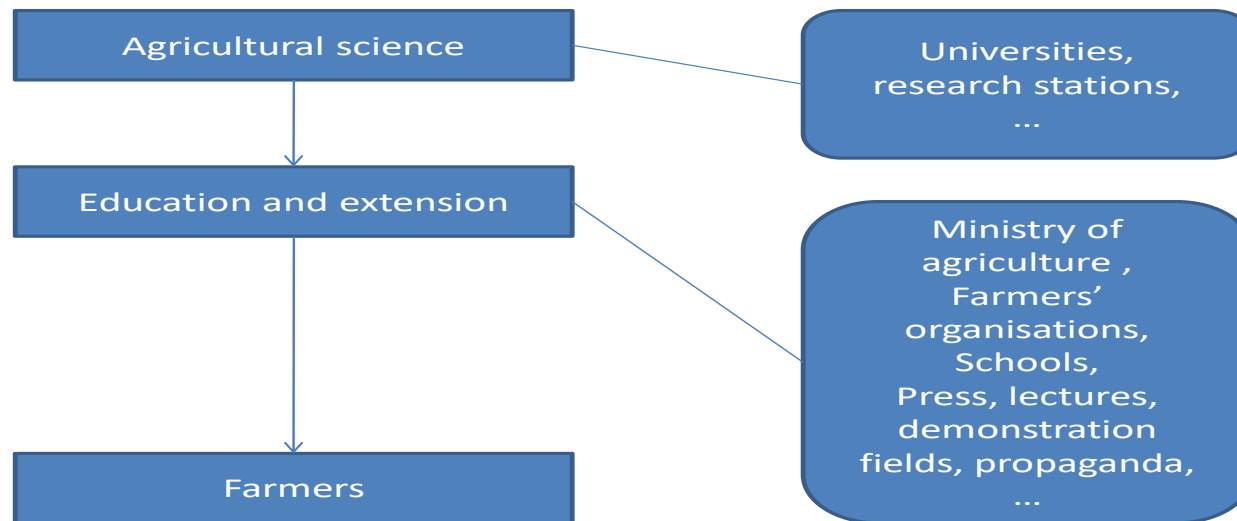 Agricultural science
Universities,
research stations,
...
Education and extension
Ministry of
agriculture ,
Farmers’
organisations,
Schools,
Press, lectures,
demonstration
fields, propaganda,
...
Farmers